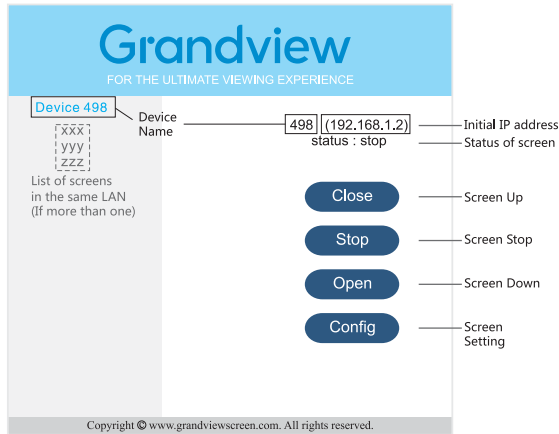 Grandview
FOR THE ULTIMATE VIEWING EXPERIENCE
Device 498
Device
Name
498 (192.168.1.2)
Initial IP address
status : stop
Status of screen
xxx
yyy
zzz
List of screens
in the same LAN
(If more than one)
Close
Screen Up
Stop
Screen Stop
Open
Screen Down
Config
Screen
Setting
Copyright © www.grandviewscreen.com. All rights reserved.